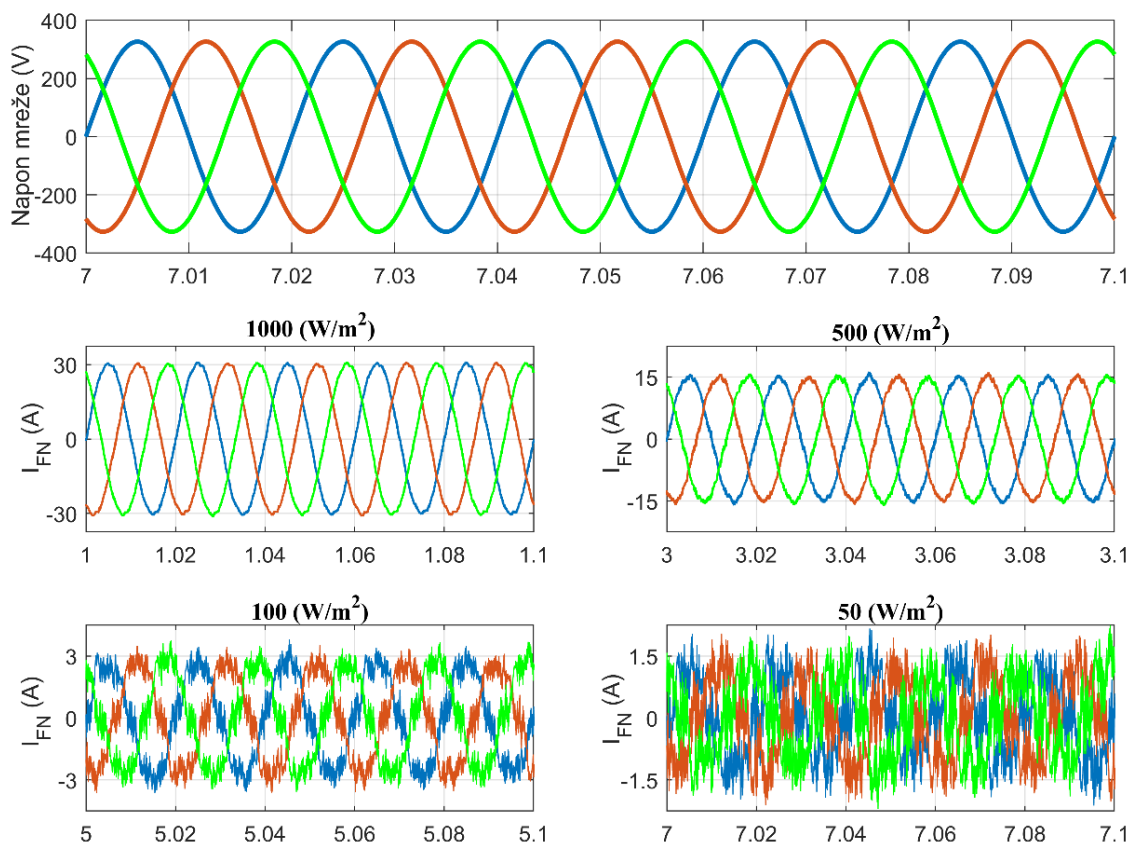 Napon mreže (V)
400
200
0
-200
-400
7 7.01 7.02 7.03 7.04 7.05 7.06 7.07 7.08 7.09 7.1
1000 (W/m²)
I_FN (A)
30
0
-30
1 1.02 1.04 1.06 1.08 1.1
500 (W/m²)
I_FN (A)
15
0
-15
3 3.02 3.04 3.06 3.08 3.1
100 (W/m²)
I_FN (A)
3
0
-3
5 5.02 5.04 5.06 5.08 5.1
50 (W/m²)
I_FN (A)
1.5
0
-1.5
7 7.02 7.04 7.06 7.08 7.1